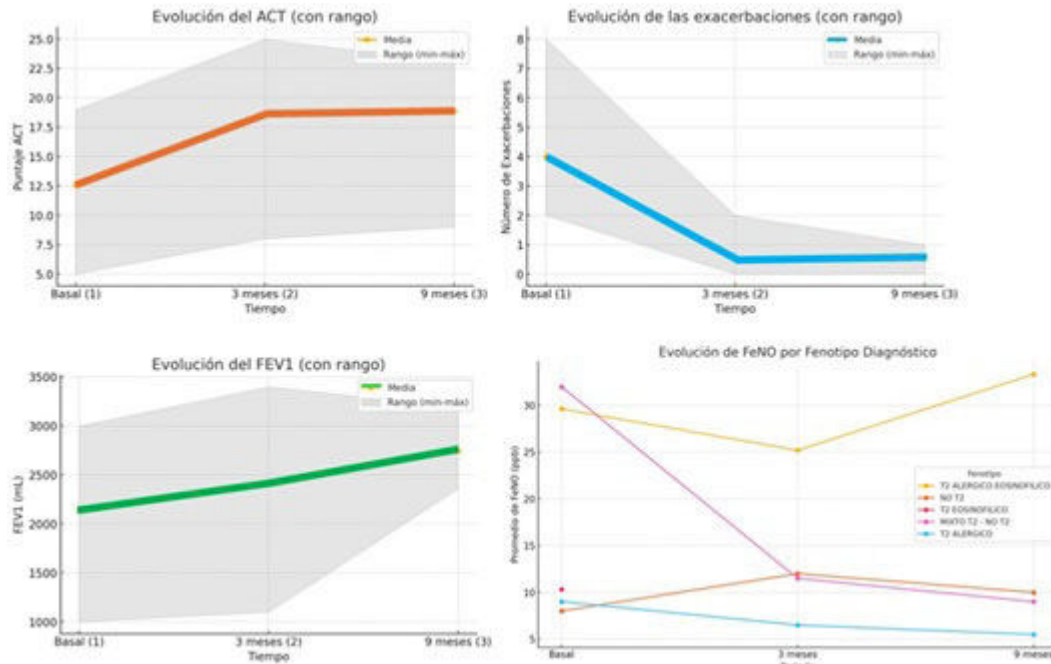 Evolución del ACT (con rango)
Media
Rango (min-máx)
25.0
22.5
20.0
17.5
15.0
12.5
10.0
7.5
5.0
Puntaje ACT
Basal (1)
3 meses (2)
9 meses (3)
Tiempo
Evolución de las exacerbaciones (con rango)
Media
Rango (min-máx)
8
7
6
5
4
3
2
1
0
Número de Exacerbaciones
Basal (1)
3 meses (2)
9 meses (3)
Tiempo
Evolución del FEV1 (con rango)
Media
Rango (min-máx)
3500
3000
2500
2000
1500
1000
FEV1 (mL)
Basal (1)
3 meses (2)
9 meses (3)
Tiempo
Evolución de FeNO por Fenotipo Diagnóstico
30
25
20
15
10
5
Promedio de FeNO (ppb)
Fenotipo
T2 ALERGICO EOSINOFILICO
NO T2
T2 EOSINOFILICO
MIXTO T2 - NO T2
T2 ALERGICO
Basal
3 meses
9 meses